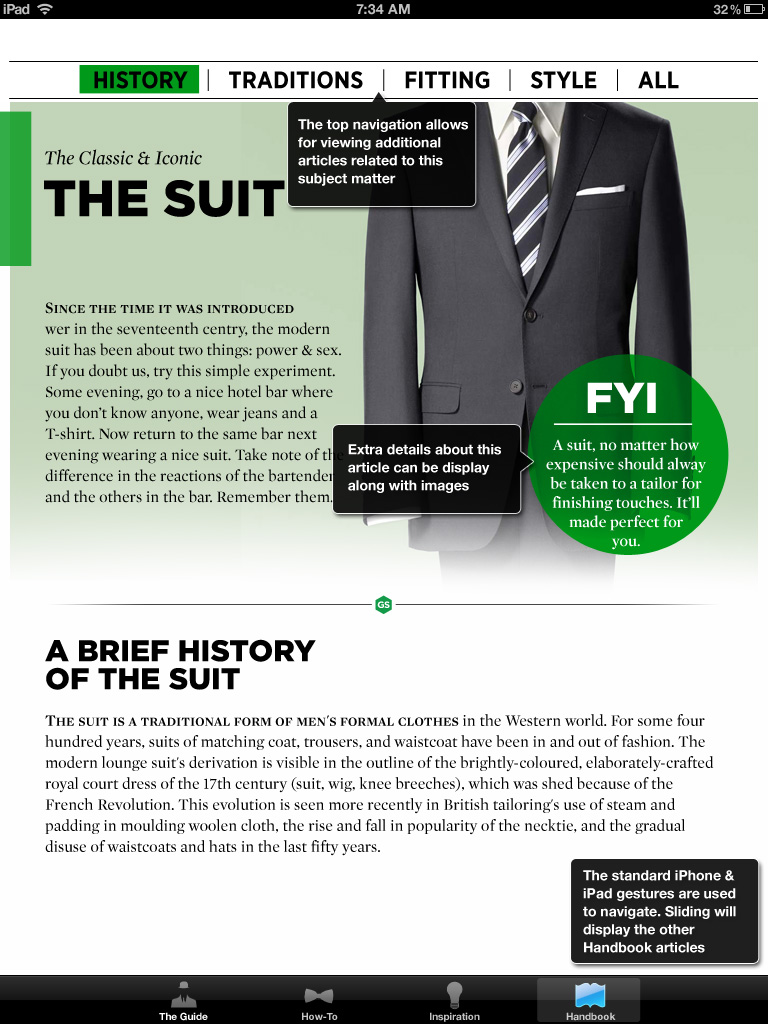 iPad 7:34 AM 32%
HISTORY TRADITIONS FITTING STYLE ALL
The top navigation allows
for viewing additional
articles related to this
subject matter
The Classic & Iconic
THE SUIT
SINCE THE TIME IT WAS INTRODUCED
wer in the seventeenth centry, the modern
suit has been about two things: power & sex.
If you doubt us, try this simple experiment.
Some evening, go to a nice hotel bar where
you don't know anyone, wear jeans and a
T-shirt. Now return to the same bar next
evening wearing a nice suit. Take note of the
difference in the reactions of the bartender
and the others in the bar. Remember them.
Extra details about this
article can be display
along with images
FYI
A suit, no matter how
expensive should alway
be taken to a tailor for
finishing touches. It'll
made perfect for
you.
GS
A BRIEF HISTORY
OF THE SUIT
THE SUIT IS A TRADITIONAL FORM OF MEN'S FORMAL CLOTHES in the Western world. For some four
hundred years, suits of matching coat, trousers, and waistcoat have been in and out of fashion. The
modern lounge suit's derivation is visible in the outline of the brightly-coloured, elaborately-crafted
royal court dress of the 17th century (suit, wig, knee breeches), which was shed because of the
French Revolution. This evolution is seen more recently in British tailoring's use of steam and
padding in moulding woolen cloth, the rise and fall in popularity of the necktie, and the gradual
disuse of waistcoats and hats in the last fifty years.
The standard iPhone &
iPad gestures are used
to navigate. Sliding will
display the other
Handbook articles
The Guide How-To Inspiration Handbook